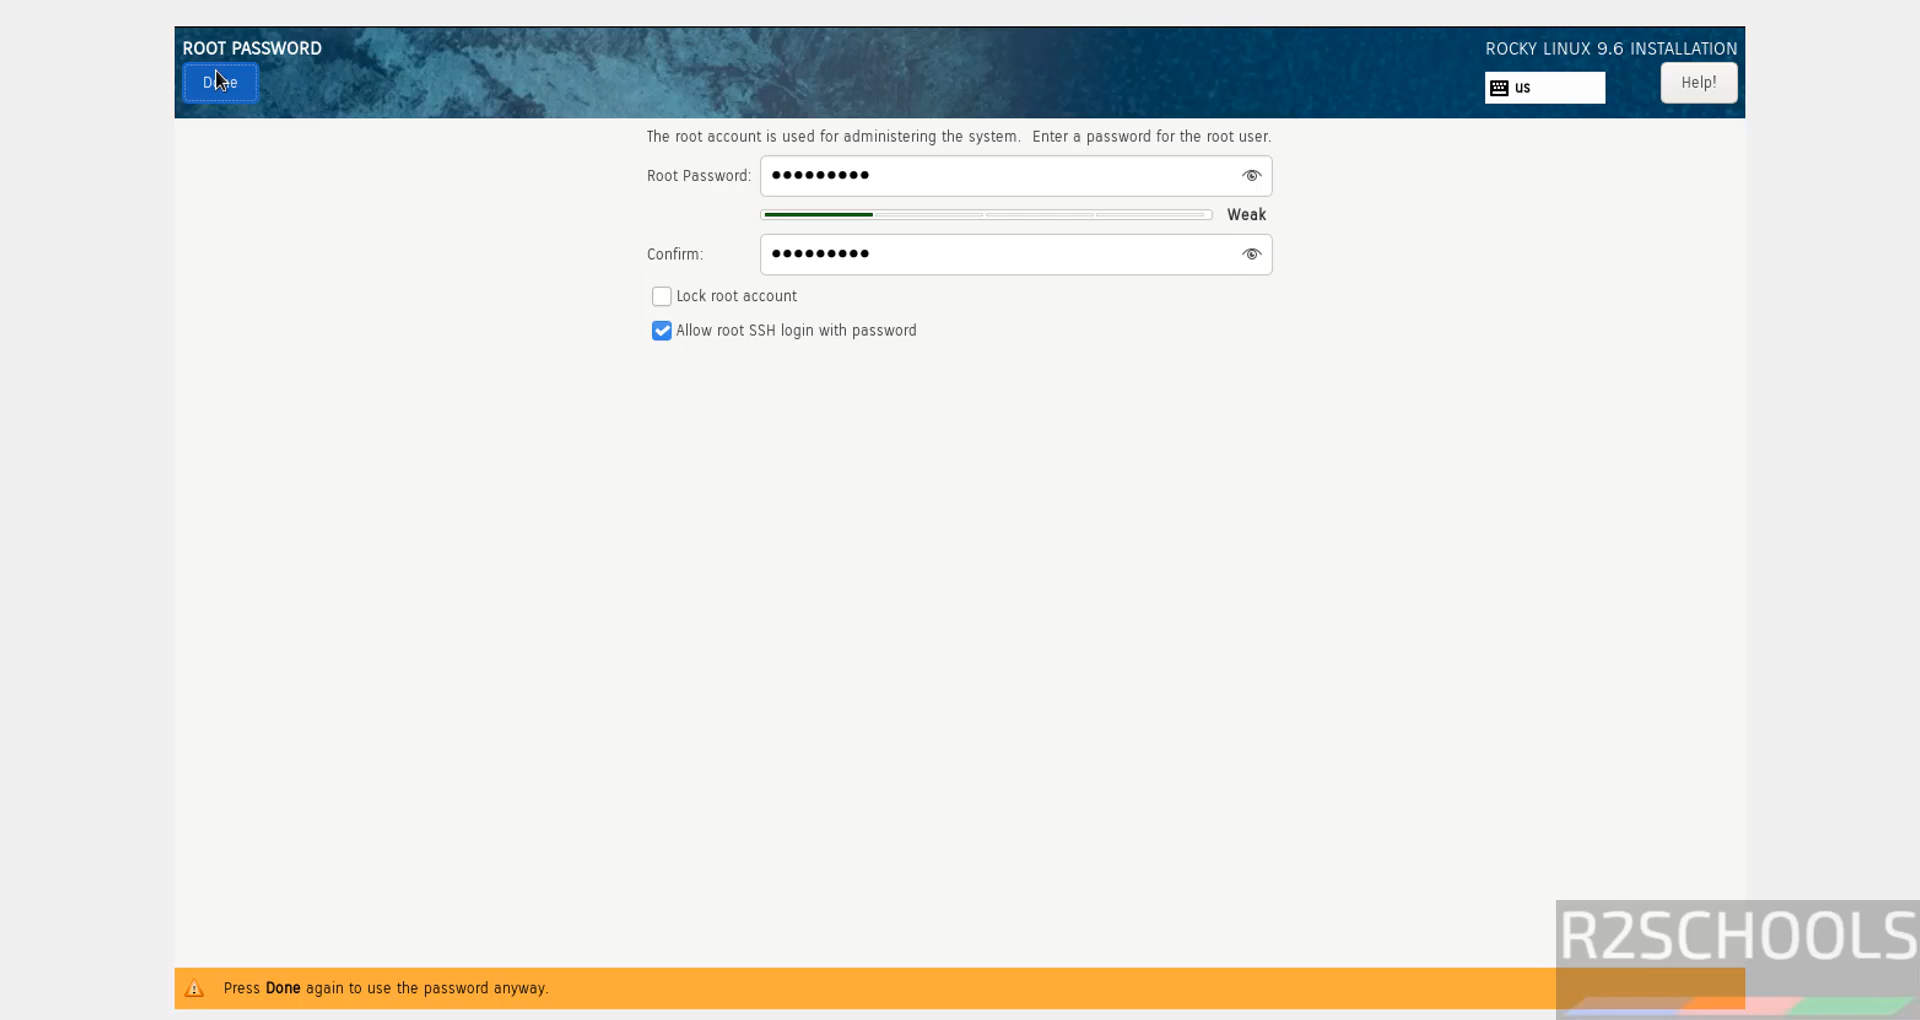 ROOT PASSWORD
ROCKY LINUX 9.6 INSTALLATION
Done
us
Help!
The root account is used for administering the system. Enter a password for the root user.
Root Password: ●●●●●●●●●
Weak
Confirm: ●●●●●●●●●
Lock root account
Allow root SSH login with password
R2SCHOOLS
Press Done again to use the password anyway.